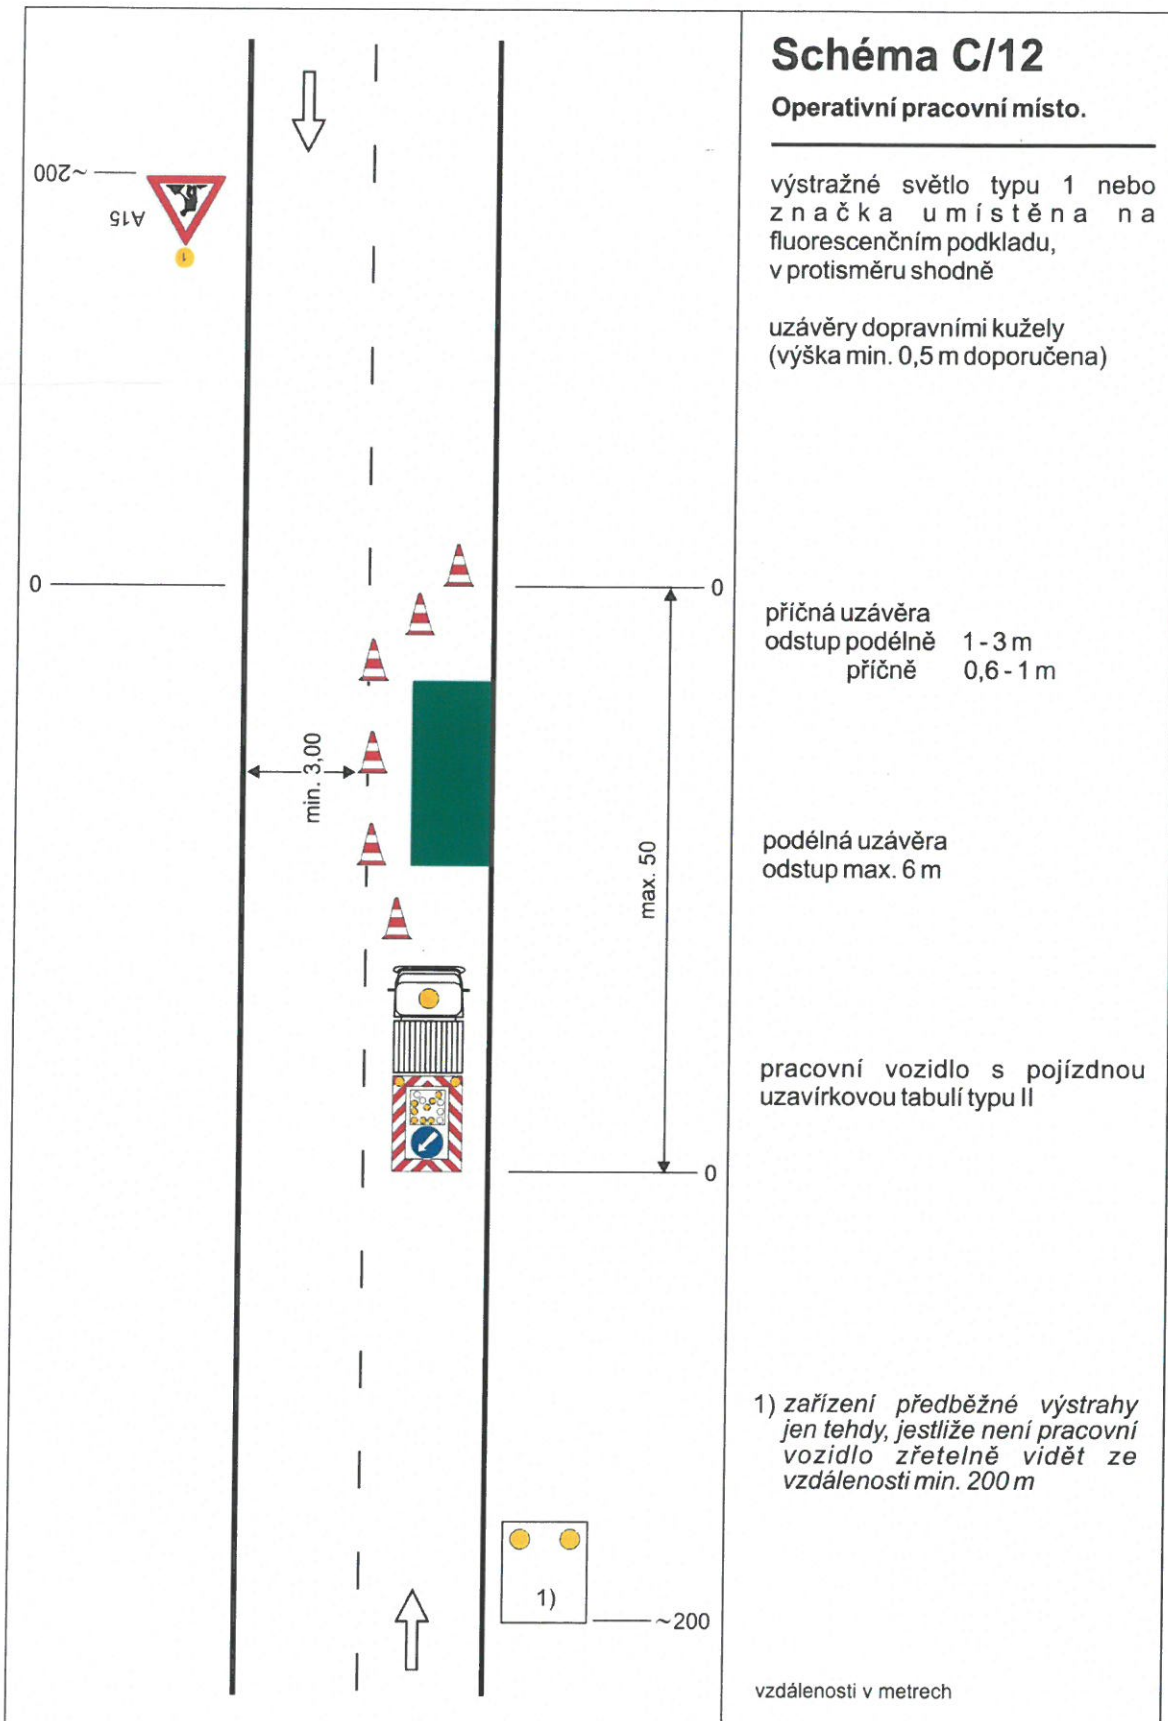 Schéma C/12
Operativní pracovní místo.
výstražné světlo typu 1 nebo
značka umístěna na
fluorescenčním podkladu,
v protisměru shodně
uzávěry dopravními kužely
(výška min. 0,5 m doporučena)
~200
A15
1
0
0
příčná uzávěra
odstup podélně 1 - 3 m
příčně 0,6 - 1 m
min. 3,00
max. 50
podélná uzávěra
odstup max. 6 m
pracovní vozidlo s pojízdnou
uzavírkovou tabulí typu II
0
1) zařízení předběžné výstrahy
jen tehdy, jestliže není pracovní
vozidlo zřetelně vidět ze
vzdálenosti min. 200 m
1)
~200
vzdálenosti v metrech